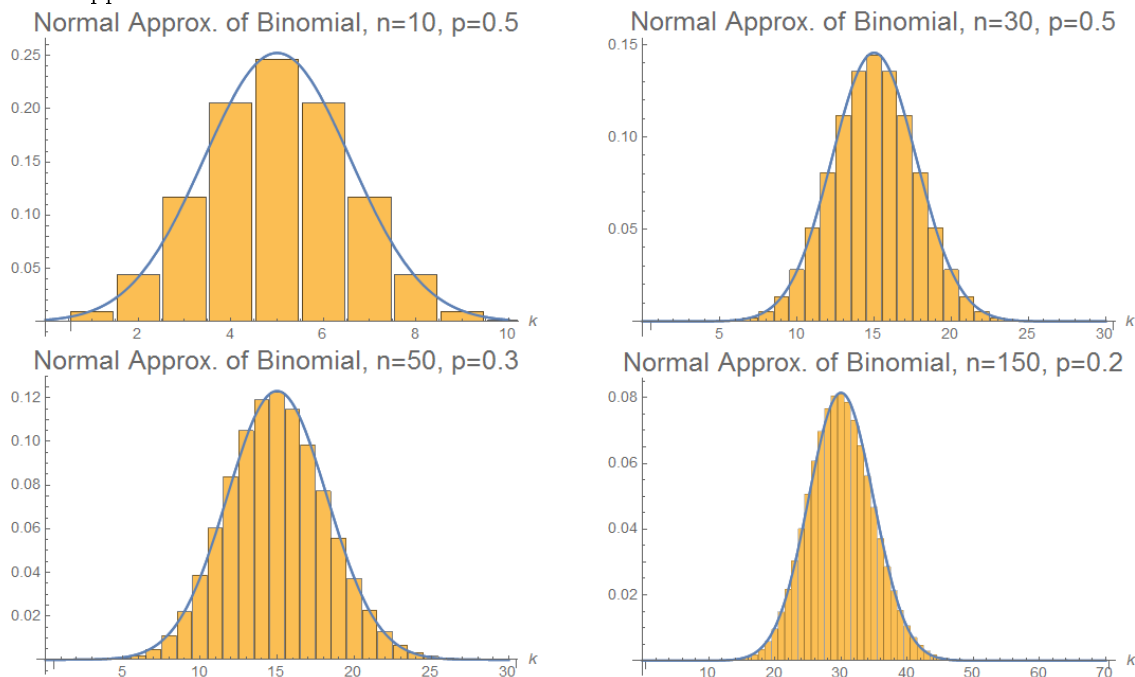 Normal Approx. of Binomial, n=10, p=0.5
0.25
0.20
0.15
0.10
0.05
2 4 6 8 10 k
Normal Approx. of Binomial, n=30, p=0.5
0.15
0.10
0.05
5 10 15 20 25 30 k
Normal Approx. of Binomial, n=50, p=0.3
0.12
0.10
0.08
0.06
0.04
0.02
5 10 15 20 25 30 k
Normal Approx. of Binomial, n=150, p=0.2
0.08
0.06
0.04
0.02
10 20 30 40 50 60 70 k